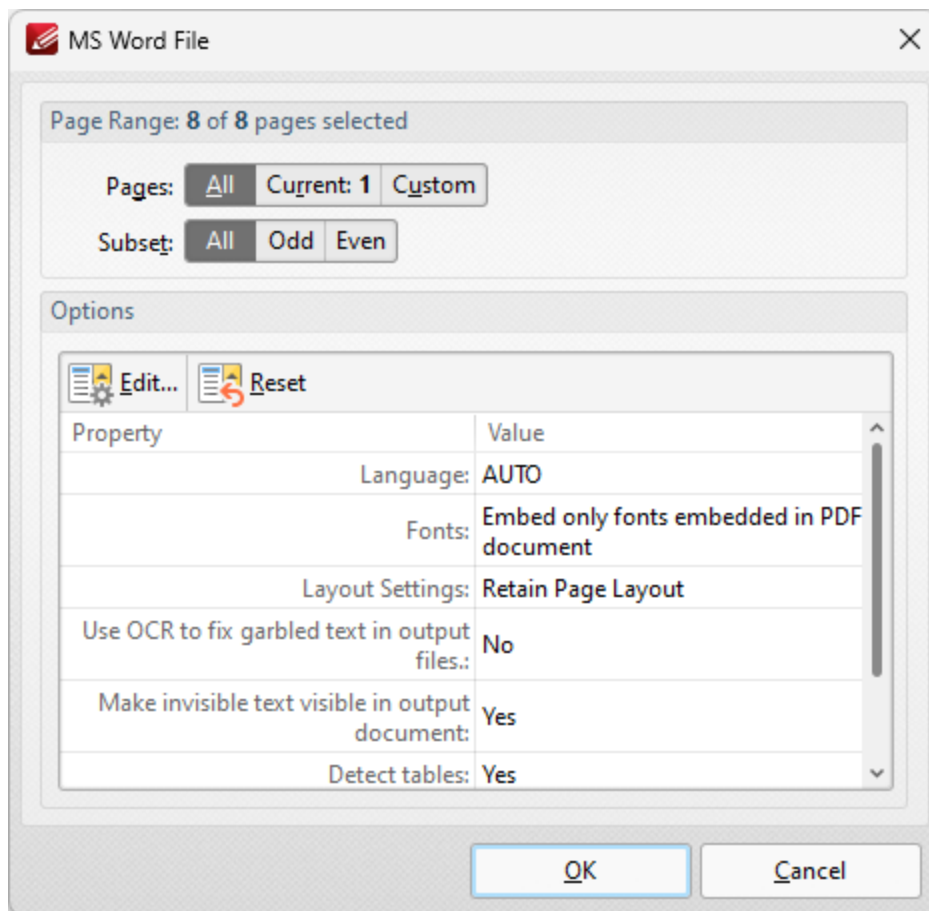 MS Word File
Page Range: 8 of 8 pages selected
Pages: All Current: 1 Custom
Subset: All Odd Even
Options
Edit... Reset
Property Value
Language: AUTO
Fonts: Embed only fonts embedded in PDF
document
Layout Settings: Retain Page Layout
Use OCR to fix garbled text in output
files.: No
Make invisible text visible in output
document: Yes
Detect tables: Yes
OK Cancel